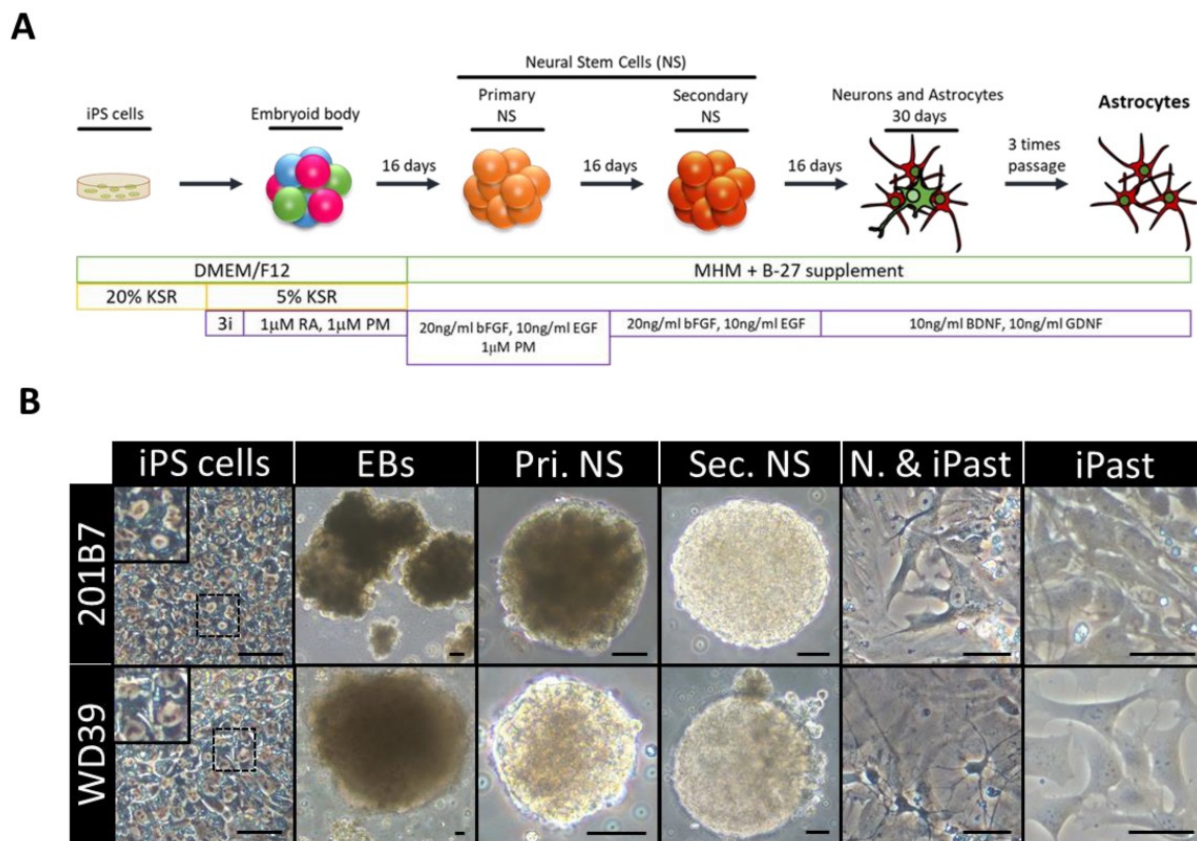 A
Neural Stem Cells (NS)
iPS cells
Embryoid body
Primary
NS
Secondary
NS
Neurons and Astrocytes
30 days
Astrocytes
16 days
16 days
16 days
3 times
passage
DMEM/F12
MHM + B-27 supplement
20% KSR
5% KSR
3i
1µM RA, 1µM PM
20ng/ml bFGF, 10ng/ml EGF
1µM PM
20ng/ml bFGF, 10ng/ml EGF
10ng/ml BDNF, 10ng/ml GDNF
B
iPS cells
EBs
Pri. NS
Sec. NS
N. & iPast
iPast
201B7
WD39